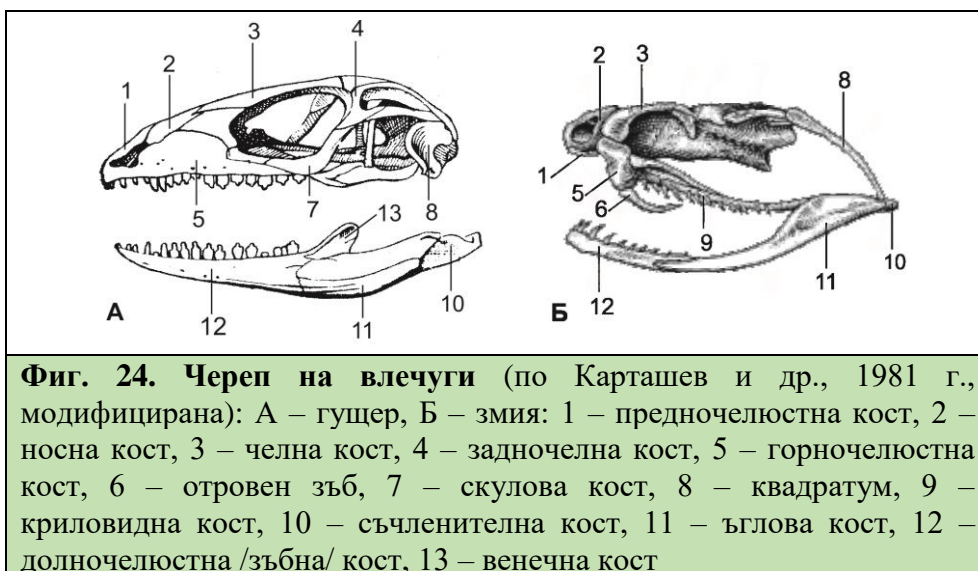 1
2
3
4
5
7
8
13
12
11
10
А
1
2
3
8
5
6
9
11
10
12
Б
Фиг. 24. Череп на влечуги (по Карташев и др., 1981 г.,
модифицирана): А – гущер, Б – змия: 1 – предночелюстна кост, 2 –
носна кост, 3 – челна кост, 4 – задночелна кост, 5 – горночелюстна
кост, 6 – отровен зъб, 7 – скулова кост, 8 – квадратум, 9 –
криловидна кост, 10 – съчленителна кост, 11 – ъглова кост, 12 –
долночелюстна /зъбна/ кост, 13 – венечна кост